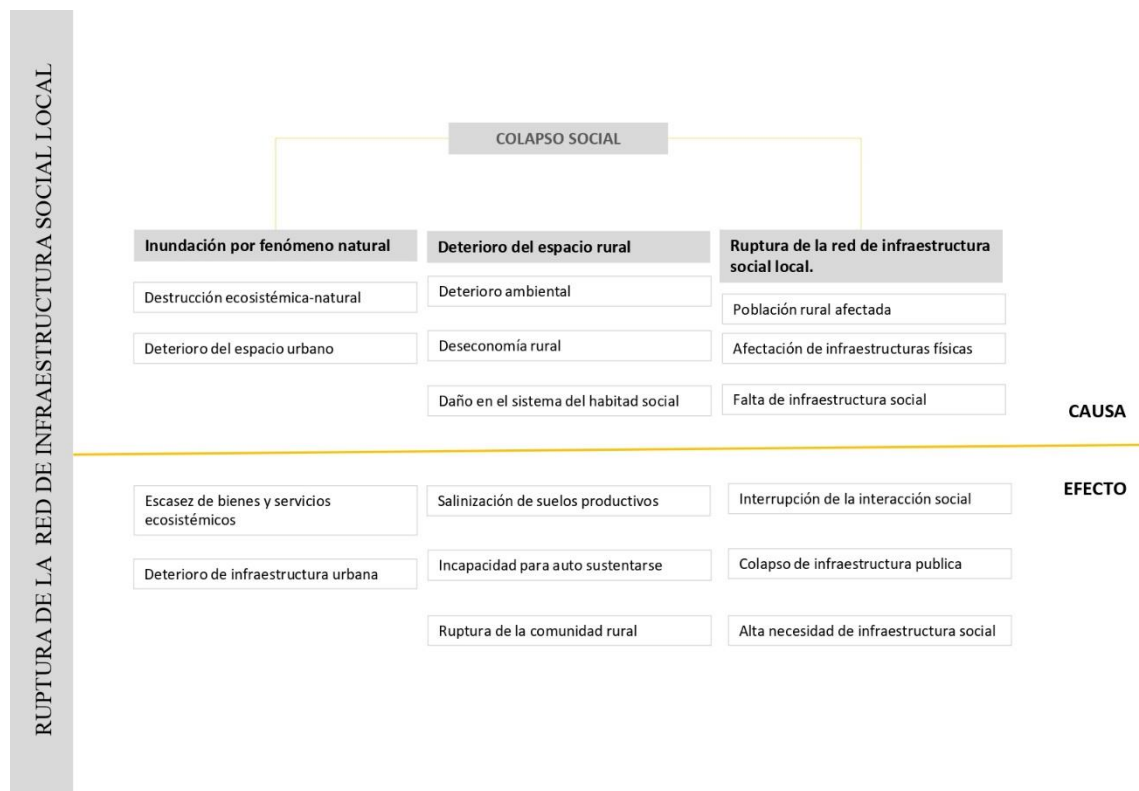 RUPTURA DE LA  RED DE INFRAESTRUCTURA SOCIAL LOCAL
COLAPSO SOCIAL
Inundación por fenómeno natural
Destrucción ecosistémica-natural
Deterioro del espacio urbano
Deterioro del espacio rural
Deterioro ambiental
Deseconomía rural
Daño en el sistema del habitad social
Ruptura de la red de infraestructura
social local.
Población rural afectada
Afectación de infraestructuras físicas
Falta de infraestructura social
CAUSA
EFECTO
Escasez de bienes y servicios
ecosistémicos
Deterioro de infraestructura urbana
Salinización de suelos productivos
Incapacidad para auto sustentarse
Ruptura de la comunidad rural
Interrupción de la interacción social
Colapso de infraestructura publica
Alta necesidad de infraestructura social